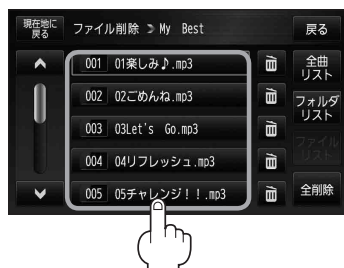 現在地に
戻る
ファイル削除 > My Best
戻る
001 01楽しみ♪.mp3
002 02ごめんね.mp3
003 03Let's Go.mp3
004 04リフレッシュ.mp3
005 05チャレンジ!!.mp3
全曲
リスト
フォルダ
リスト
ファイル
リスト
全削除